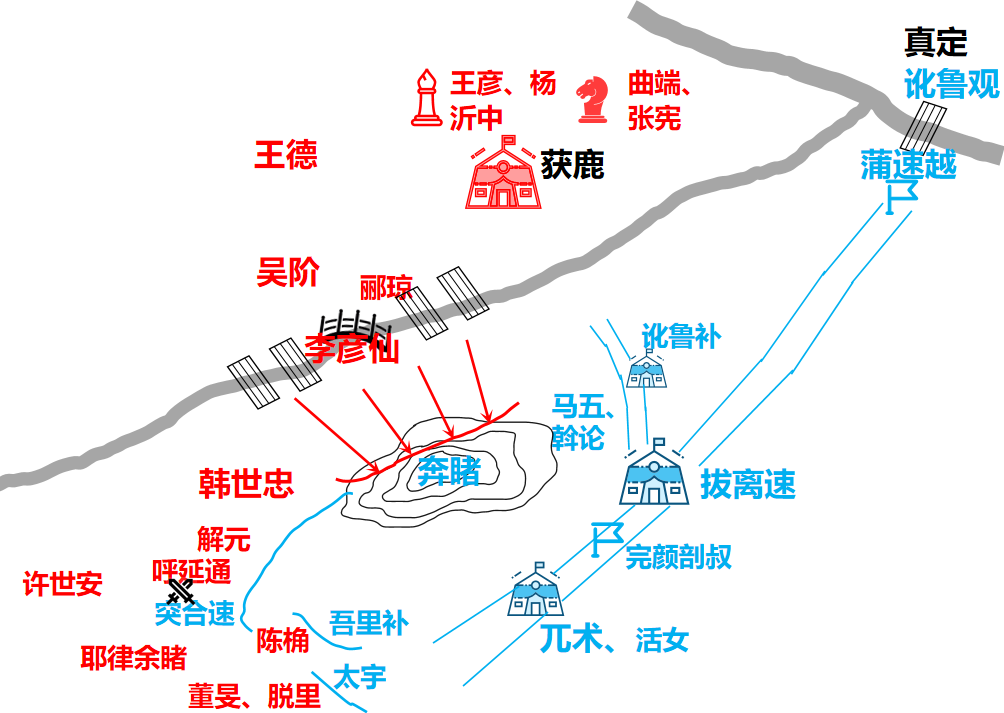 真定
讹鲁观
王彦、杨
沂中
曲端、
张宪
王德
获鹿
蒲速越
吴阶
郦琼
李彦仙
讹鲁补
马五、
斡论
奔睹
韩世忠
拔离速
解元
完颜剖叔
呼延通
许世安
突合速
吾里补
陈桷
兀术、活女
耶律余睹
太宇
董旻、脱里